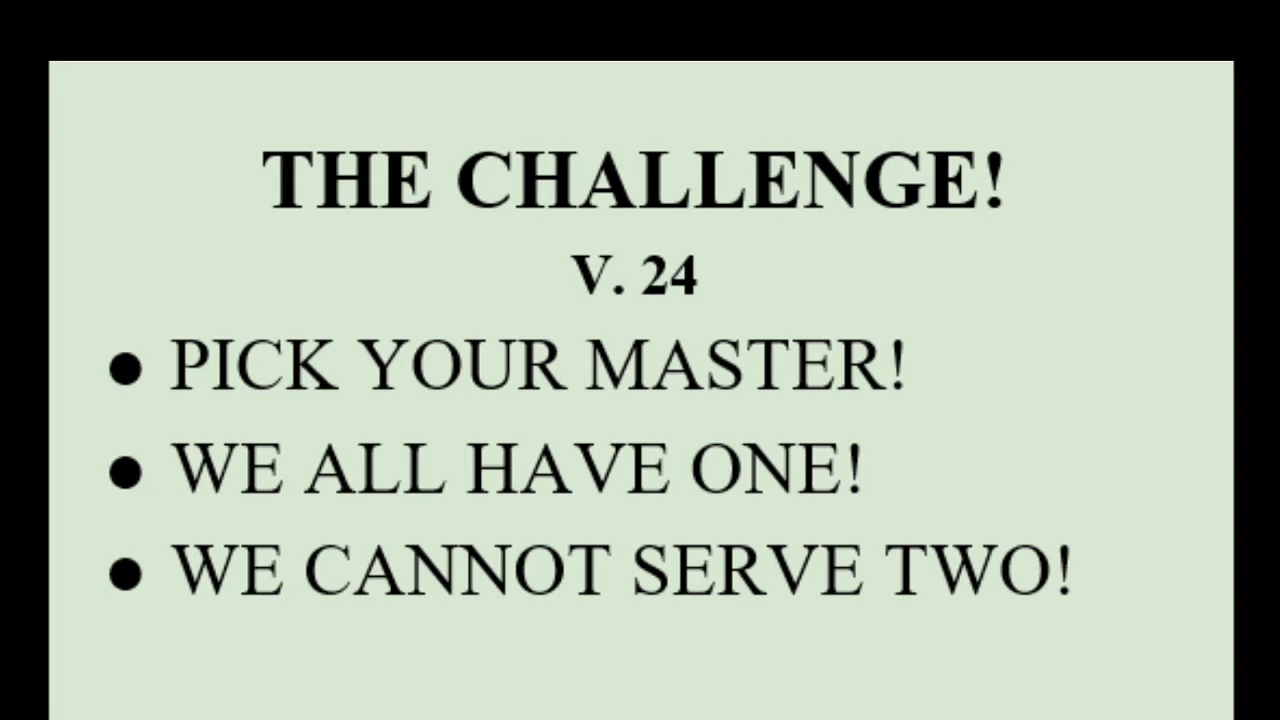 THE CHALLENGE!
V. 24
● PICK YOUR MASTER!
● WE ALL HAVE ONE!
● WE CANNOT SERVE TWO!